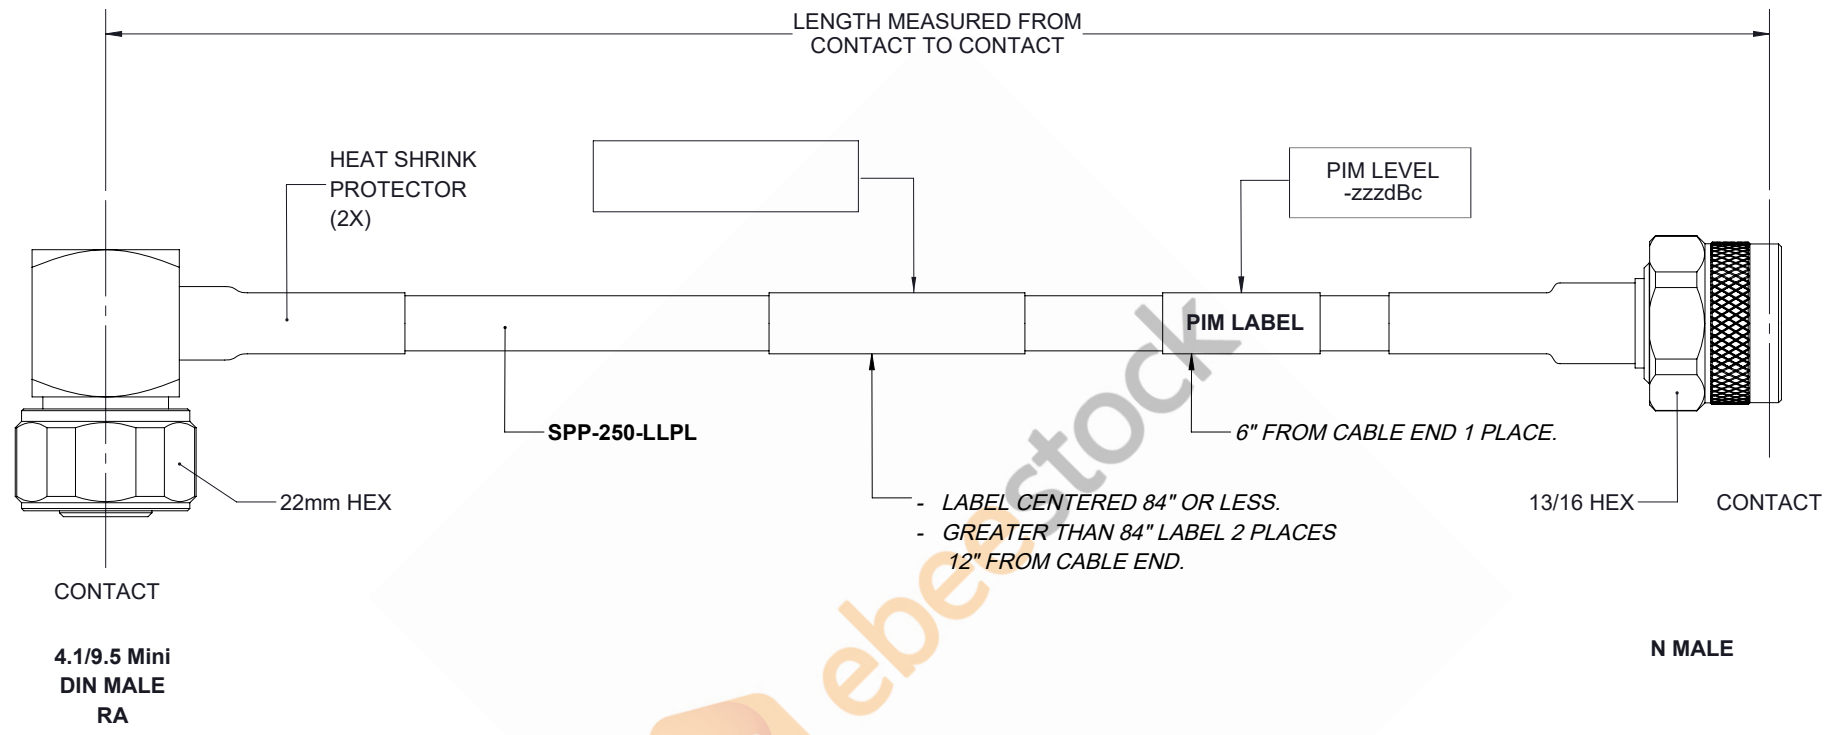 LENGTH MEASURED FROM
CONTACT TO CONTACT
HEAT SHRINK
PROTECTOR
(2X)
PIM LEVEL
-zzzdBc
PIM LABEL
SPP-250-LLPL
6" FROM CABLE END 1 PLACE.
22mm HEX
- LABEL CENTERED 84" OR LESS.
- GREATER THAN 84" LABEL 2 PLACES
12" FROM CABLE END.
13/16 HEX
CONTACT
CONTACT
4.1/9.5 Mini
DIN MALE
RA
N MALE
ebeestock